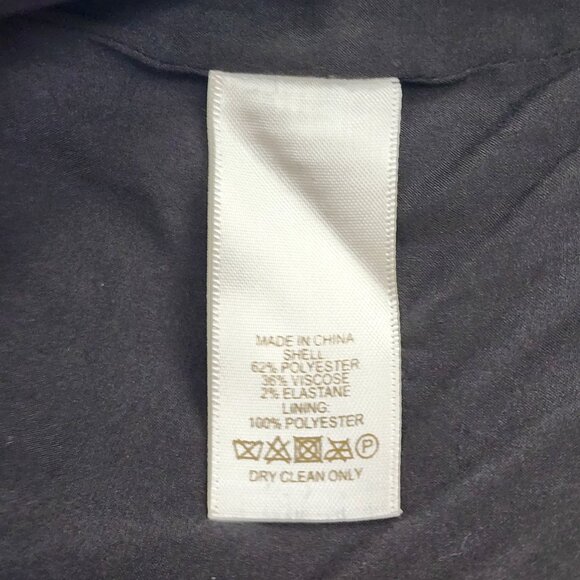 MADE IN CHINA
SHELL
62% POLYESTER
36% VISCOSE
2% ELASTANE
LINING:
100% POLYESTER
P
DRY CLEAN ONLY